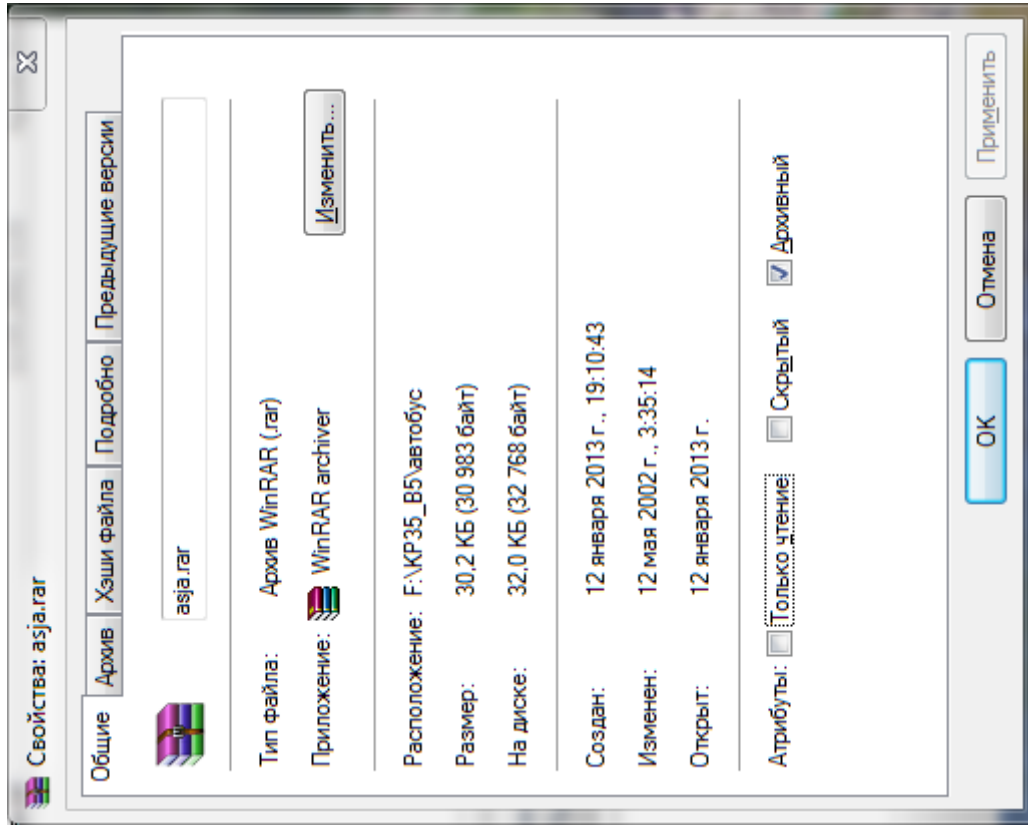 Свойства: asja.rar
Общие Архив Хэши файла Подробно Предыдущие версии
asja.rar
Тип файла: Архив WinRAR (.rar)
Приложение: WinRAR archiver Изменить...
Расположение: F:\KP35_B5\автобус
Размер: 30,2 КБ (30 983 байт)
На диске: 32,0 КБ (32 768 байт)
Создан: 12 января 2013 г., 19:10:43
Изменен: 12 мая 2002 г., 3:35:14
Открыт: 12 января 2013 г.
Атрибуты: Только чтение Скрытый Архивный
OK Отмена Применить